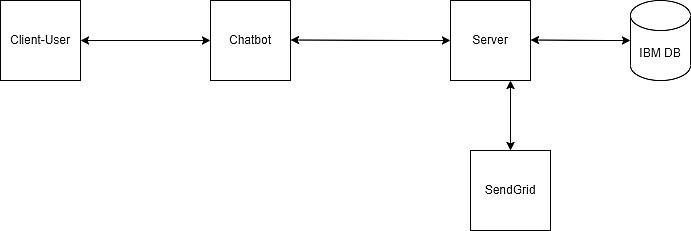 Client-User
Chatbot
Server
IBM DB
SendGrid